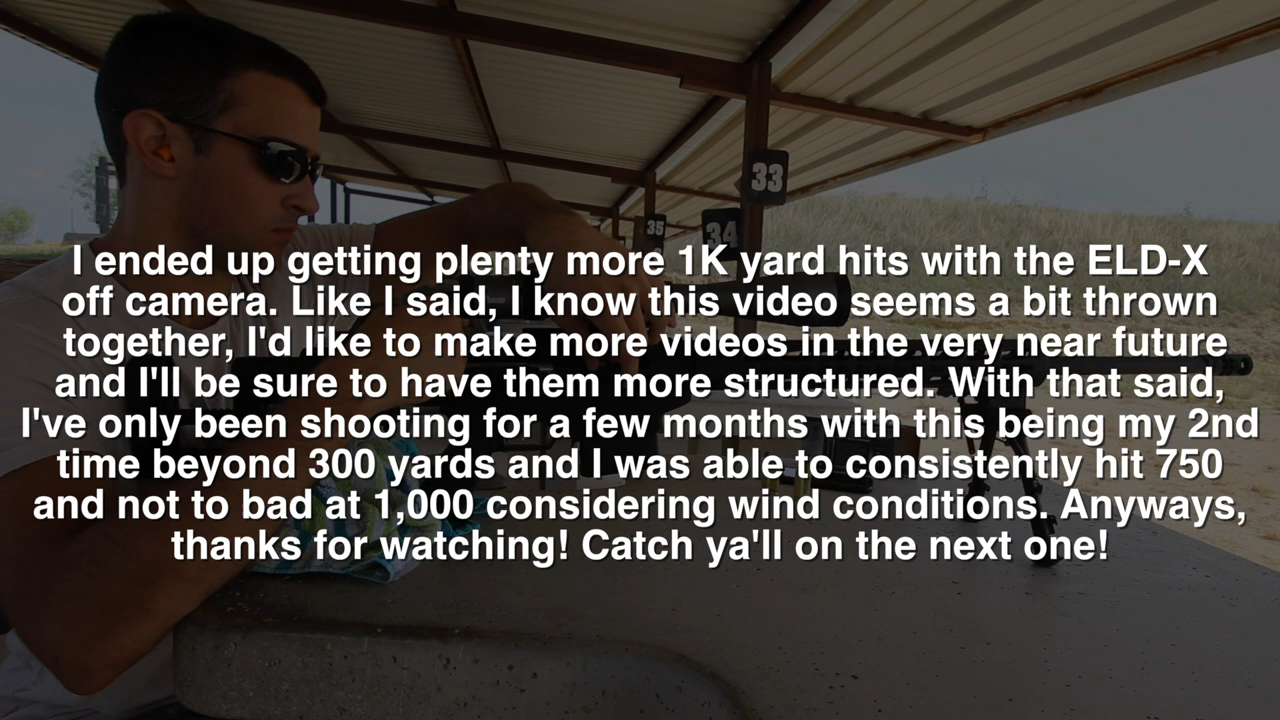 33
35
34
I ended up getting plenty more 1K yard hits with the ELD-X
off camera. Like I said, I know this video seems a bit thrown
together, I'd like to make more videos in the very near future
and I'll be sure to have them more structured. With that said,
I've only been shooting for a few months with this being my 2nd
time beyond 300 yards and I was able to consistently hit 750
and not to bad at 1,000 considering wind conditions. Anyways,
thanks for watching! Catch ya'll on the next one!